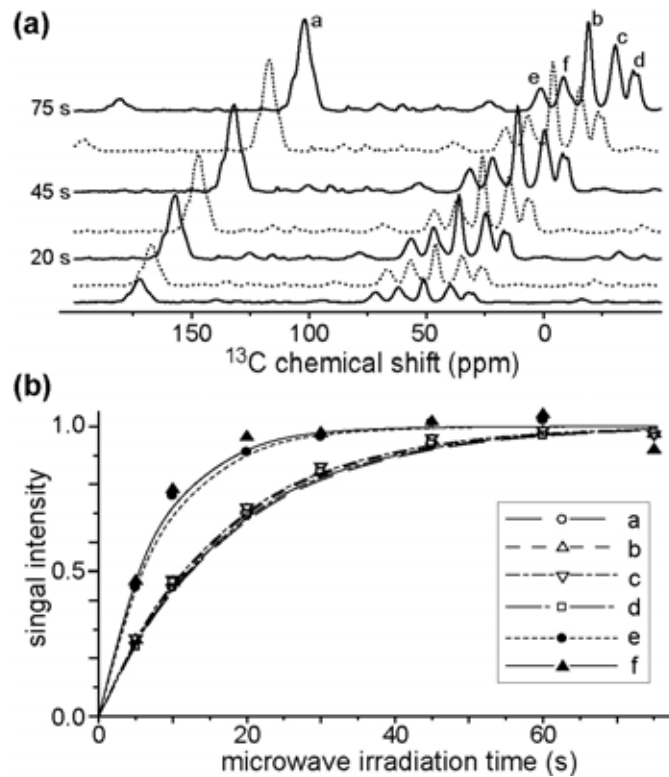 (a)
a
b
c
d
e
f
75 s
45 s
20 s
150 100 50 0
13C chemical shift (ppm)
(b)
1.0
0.5
0.0
singal intensity
a
b
c
d
e
f
0 20 40 60
microwave irradiation time (s)